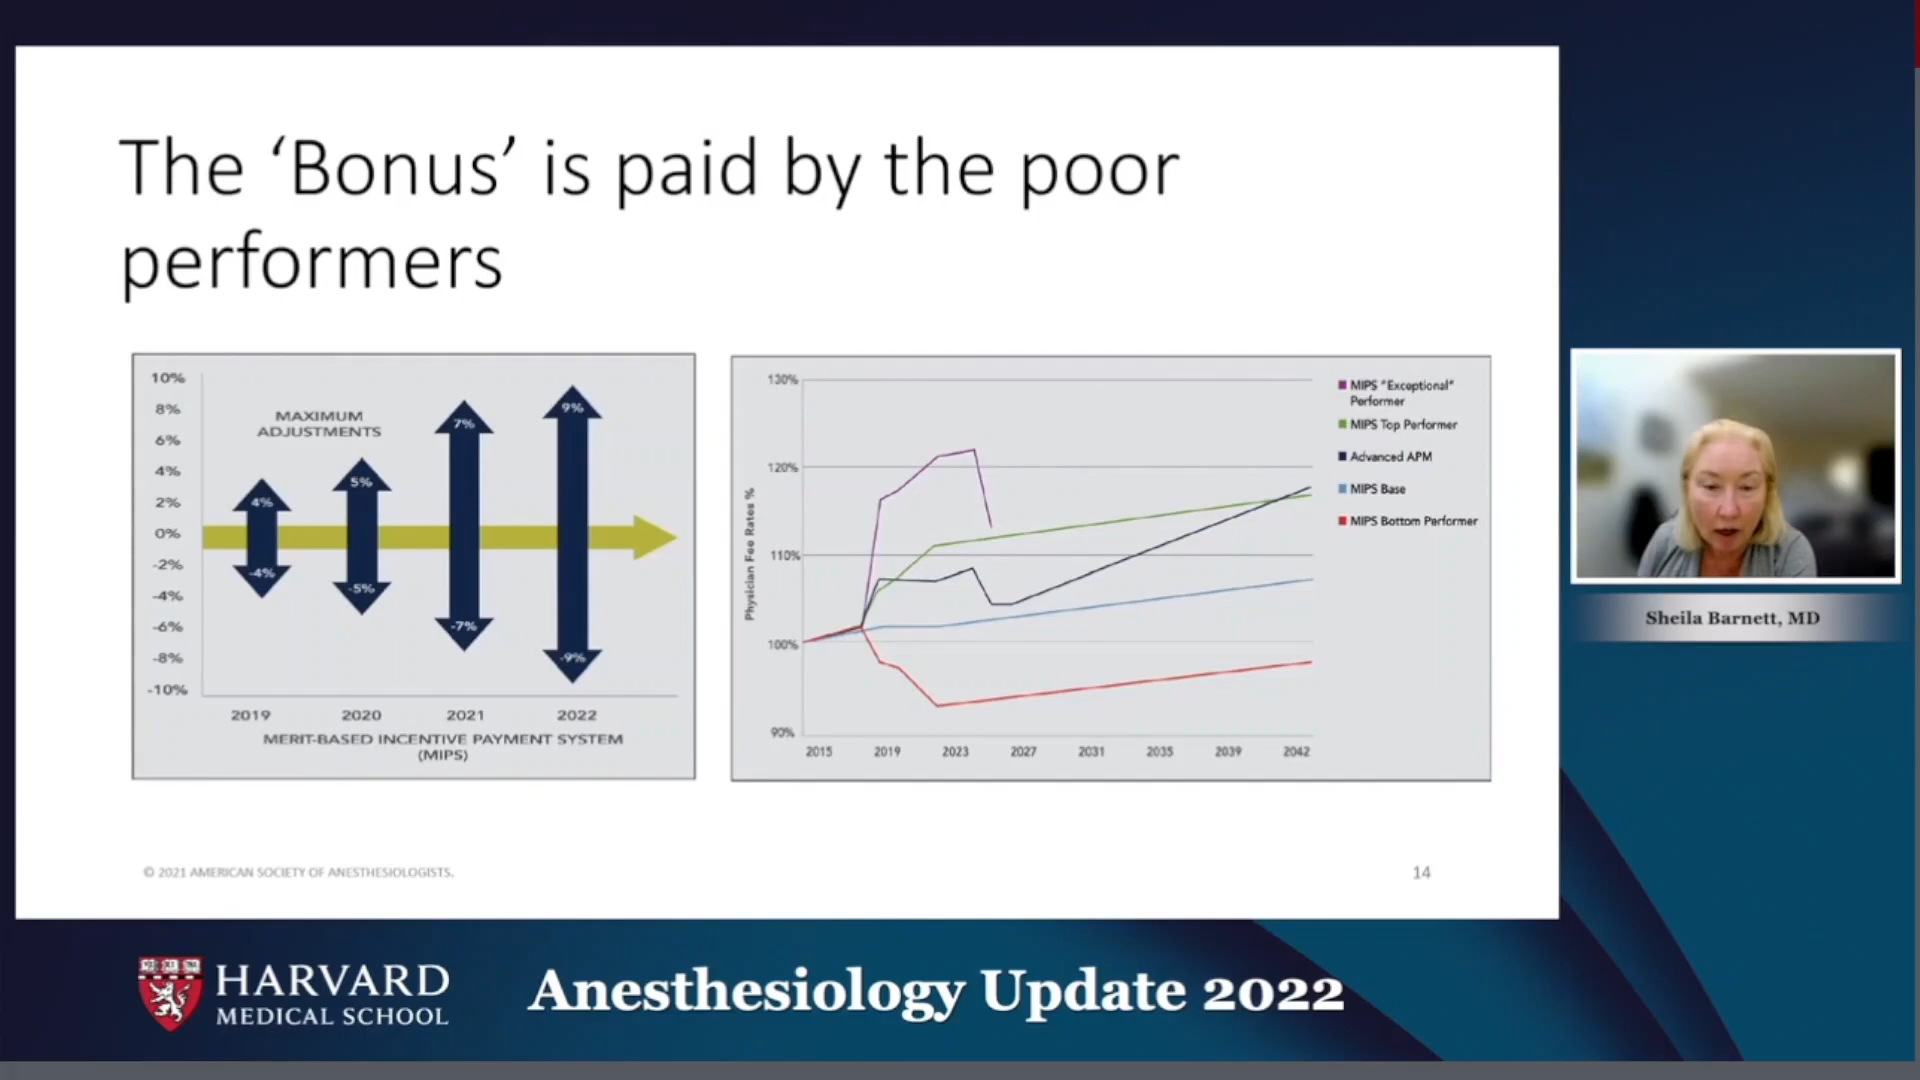 The ‘Bonus’ is paid by the poor
performers
10%
8%
6%
4%
2%
0%
-2%
-4%
-6%
-8%
-10%
MAXIMUM
ADJUSTMENTS
4%
-4%
5%
-5%
7%
-7%
9%
-9%
2019 2020 2021 2022
MERIT-BASED INCENTIVE PAYMENT SYSTEM
(MIPS)
Physician Fee Rates %
130%
120%
110%
100%
90%
2015 2019 2023 2027 2031 2035 2039 2042
MIPS "Exceptional"
Performer
MIPS Top Performer
Advanced APM
MIPS Base
MIPS Bottom Performer
© 2021 AMERICAN SOCIETY OF ANESTHESIOLOGISTS.
14
Sheila Barnett, MD
HARVARD
MEDICAL SCHOOL
Anesthesiology Update 2022